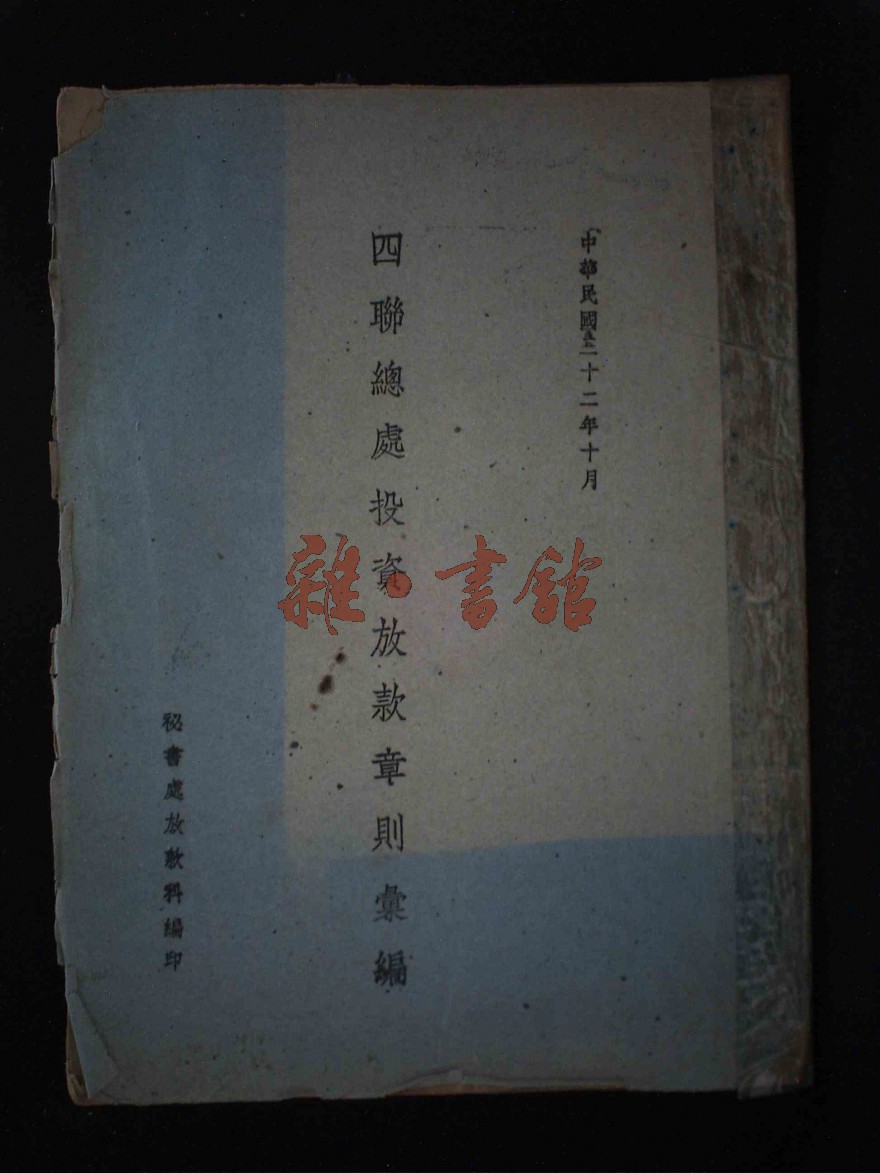 中華民國三十二年十月
四聯總處投資放款章則彙編
秘書處放款科編印
雜·書館